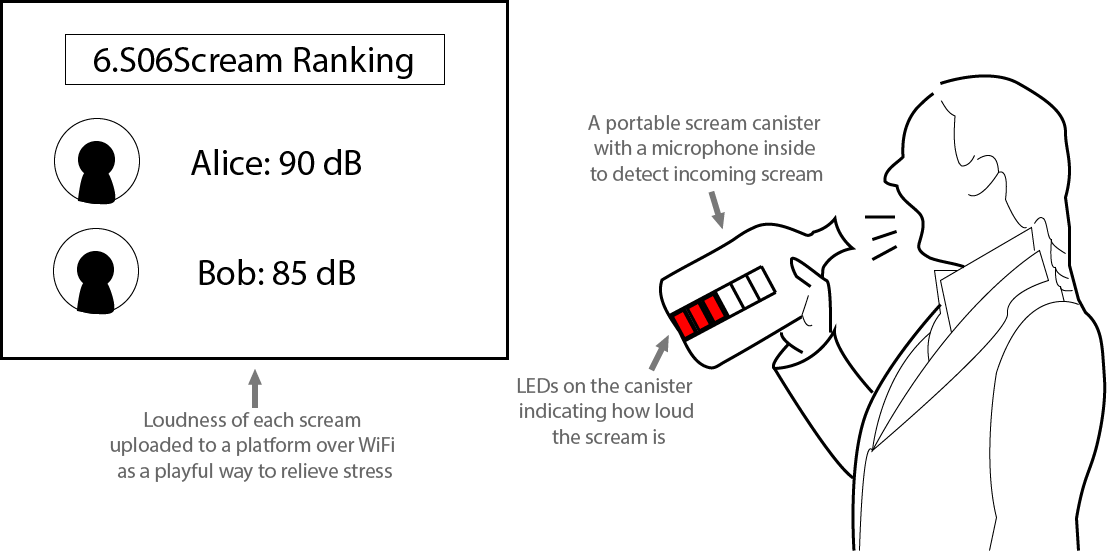 6.S06Scream Ranking
Alice: 90 dB
Bob: 85 dB
Loudness of each scream
uploaded to a platform over WiFi
as a playful way to relieve stress
A portable scream canister
with a microphone inside
to detect incoming scream
LEDs on the canister
indicating how loud
the scream is